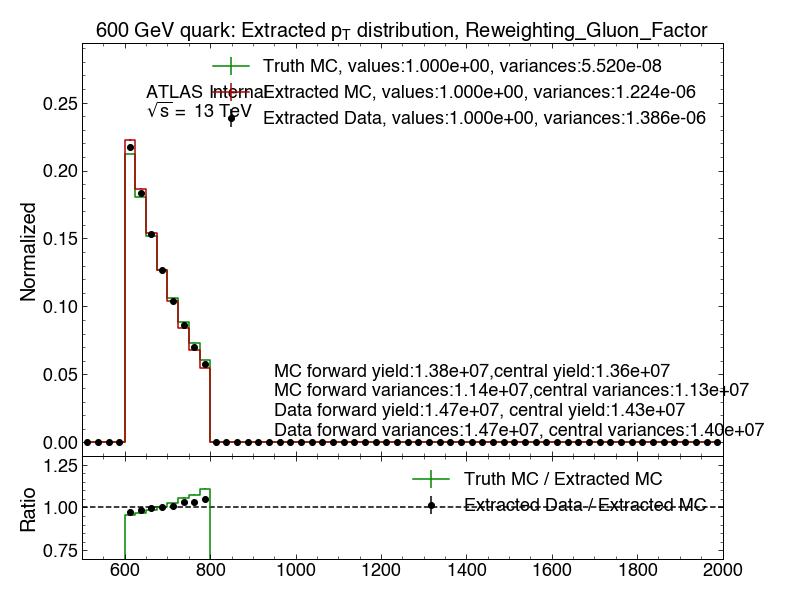 600 GeV quark: Extracted pT distribution, Reweighting_Gluon_Factor
Truth MC, values:1.000e+00, variances:5.520e-08
ATLAS Internal
Extracted MC, values:1.000e+00, variances:1.224e-06
√s = 13 TeV
Extracted Data, values:1.000e+00, variances:1.386e-06
Normalized
0.25
0.20
0.15
0.10
0.05
0.00
MC forward yield:1.38e+07,central yield:1.36e+07
MC forward variances:1.14e+07,central variances:1.13e+07
Data forward yield:1.47e+07, central yield:1.43e+07
Data forward variances:1.47e+07, central variances:1.40e+07
Ratio
1.25
1.00
0.75
Truth MC / Extracted MC
Extracted Data / Extracted MC
600 800 1000 1200 1400 1600 1800 2000